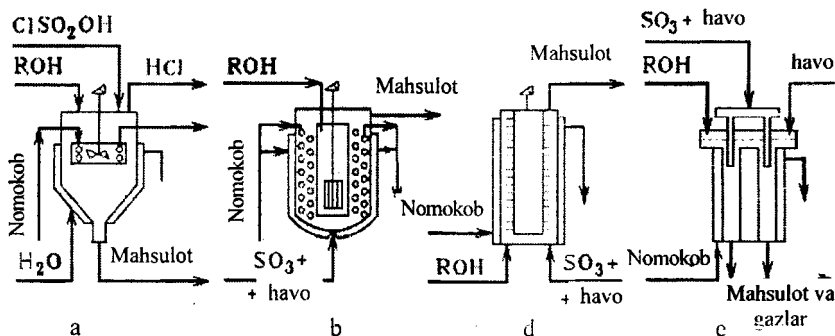 ClSO₂OH
ROH
HCl
Nomokob
H₂O
Mahsulot
a
ROH
Mahsulot
Nomokob
SO₃+
+ havo
b
Mahsulot
Nomokob
ROH
SO₃+
+ havo
d
SO₃+ havo
ROH
havo
Nomokob
Mahsulot va
gazlar
e